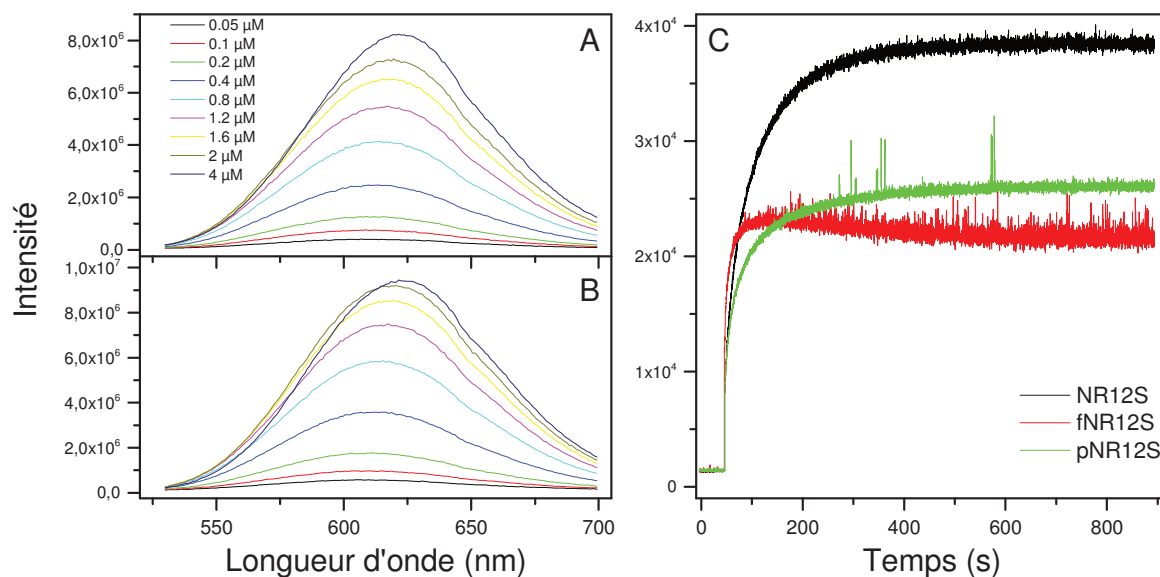 Intensité
8,0x10⁶
6,0x10⁶
4,0x10⁶
2,0x10⁶
0,0
0.05 µM
0.1 µM
0.2 µM
0.4 µM
0.8 µM
1.2 µM
1.6 µM
2 µM
4 µM
A
1,0x10⁷
8,0x10⁶
6,0x10⁶
4,0x10⁶
2,0x10⁶
0,0
B
550
600
650
700
Longueur d'onde (nm)
4x10⁴
3x10⁴
2x10⁴
1x10⁴
0
C
NR12S
fNR12S
pNR12S
0
200
400
600
800
Temps (s)